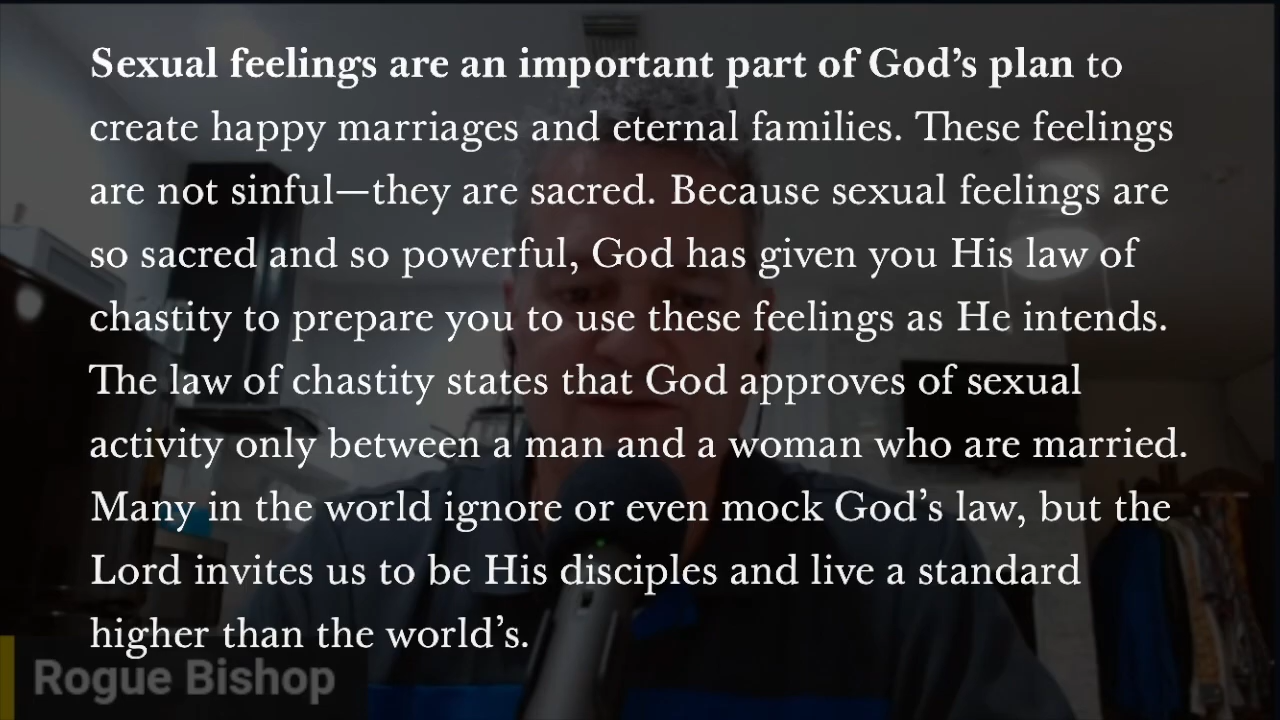 Sexual feelings are an important part of God’s plan to
create happy marriages and eternal families. These feelings
are not sinful—they are sacred. Because sexual feelings are
so sacred and so powerful, God has given you His law of
chastity to prepare you to use these feelings as He intends.
The law of chastity states that God approves of sexual
activity only between a man and a woman who are married.
Many in the world ignore or even mock God’s law, but the
Lord invites us to be His disciples and live a standard
higher than the world’s.
Rogue Bishop